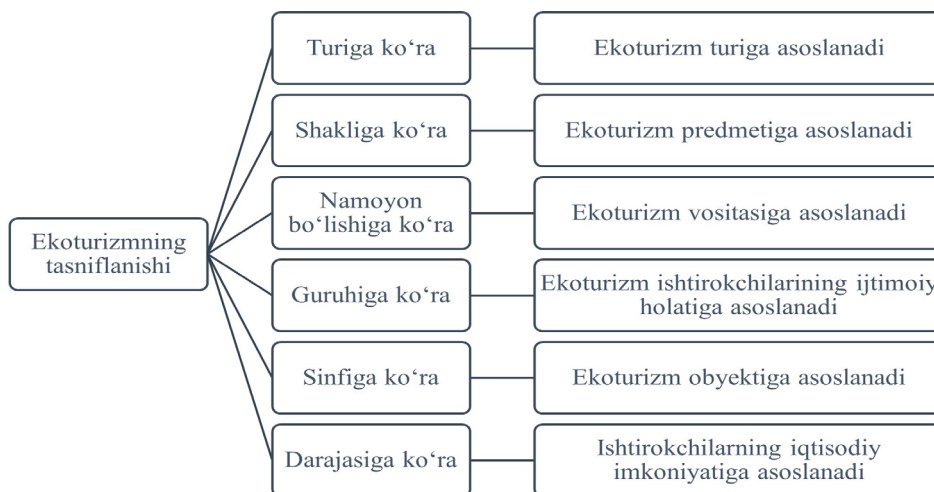 Ekoturizmning
tasniflanishi
Turiga ko‘ra
Ekoturizm turiga asoslanadi
Shakliga ko‘ra
Ekoturizm predmetiga asoslanadi
Namoyon
bo‘lishiga ko‘ra
Ekoturizm vositasiga asoslanadi
Guruhiga ko‘ra
Ekoturizm ishtirokchilarining ijtimoiy
holatiga asoslanadi
Sinfiga ko‘ra
Ekoturizm obyektiga asoslanadi
Darajasiga ko‘ra
Ishtirokchilarning iqtisodiy
imkoniyatiga asoslanadi